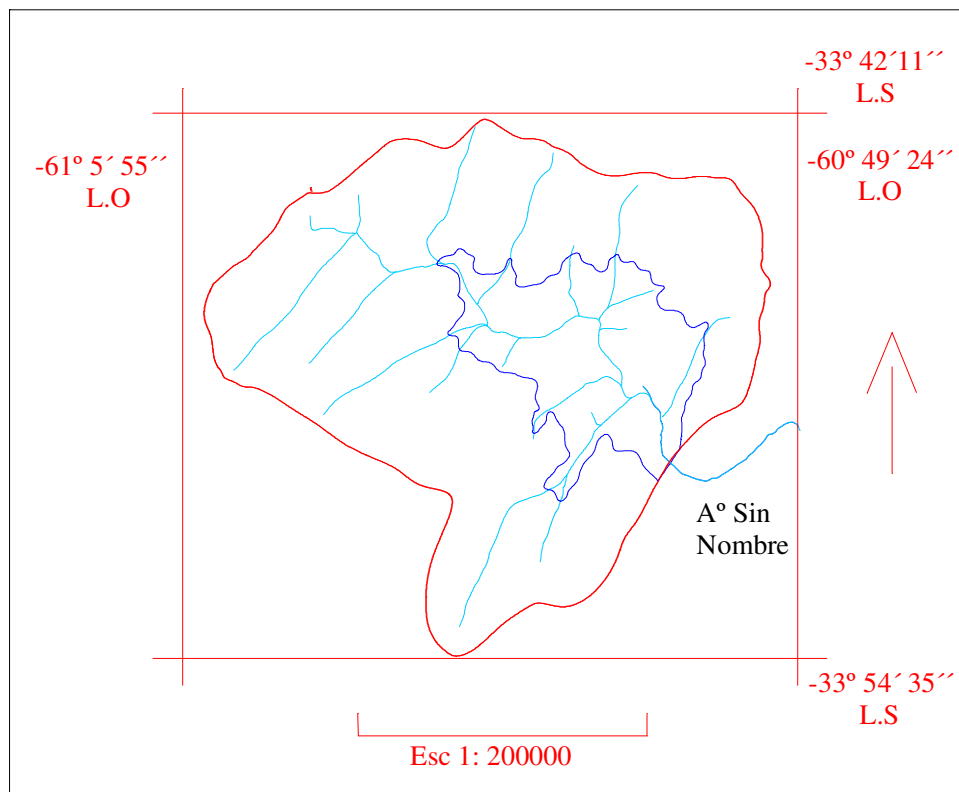 -33º 42´11´´
L.S
-61º 5´55´´
L.O
-60º 49´24´´
L.O
Aº Sin
Nombre
-33º 54´35´´
L.S
Esc 1: 200000